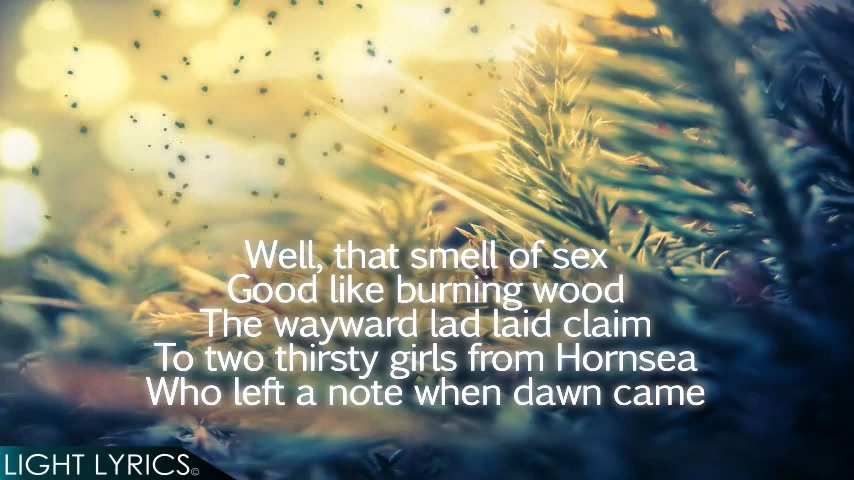 Well, that smell of sex
Good like burning wood
The wayward lad laid claim
To two thirsty girls from Hornsea
Who left a note when dawn came
LIGHT LYRICS©